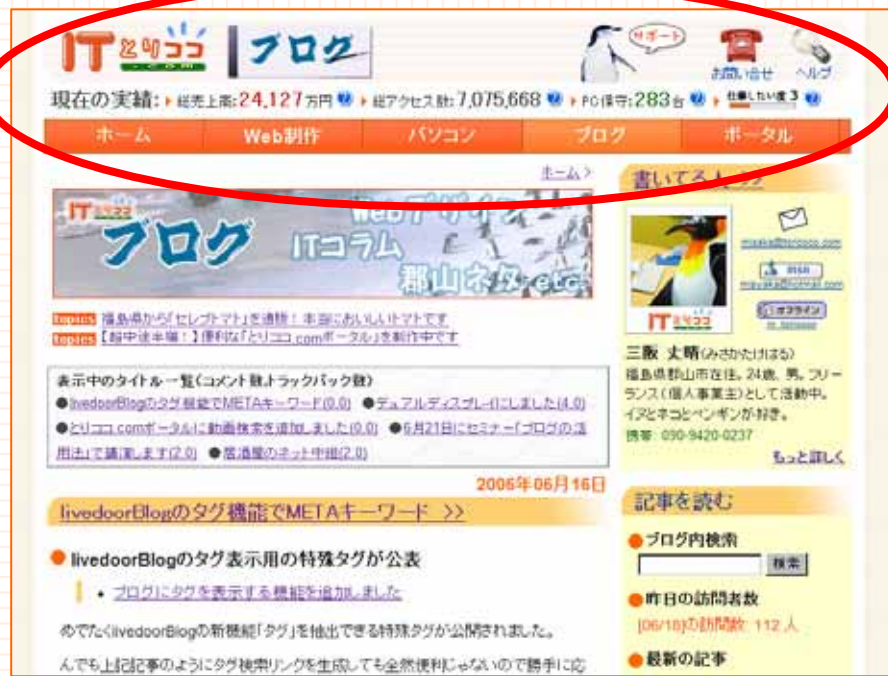 ITとりココ .com ブログ
サポート
お問い合せ ヘルプ
現在の実績: 総売上高:24,127万円 総アクセス数:7,075,668 PC保守:283台 仕事したい度3
ホーム Web制作 パソコン ブログ ポータル
ホーム >
ITとりココ
ブログ
Webデザイン
ITコラム
郡山ネタ etc.
topics 福島県から「セレブトマト」を通販！本当においしいトマトです
topics 【超中途半端！】便利な「とりココ.comポータル」を制作中です
表示中のタイトル一覧(コメント数,トラックバック数)
●livedoorBlogのタグ機能でMETAキーワード(0.0) ●デュアルディスプレイにしました(4.0)
●とりココ.comポータルに動画検索を追加しました(0.0) ●6月21日にセミナー「ブログの活
用法」で講演します(2.0) ●居酒屋のネット中継(2.0)
2006年06月16日
livedoorBlogのタグ機能でMETAキーワード >>
livedoorBlogのタグ表示用の特殊タグが公表
• ブログにタグを表示する機能を追加しました
めでたくlivedoorBlogの新機能「タグ」を抽出できる特殊タグが公開されました。
んでも上記記事のようにタグ検索リンクを生成しても全然便利じゃないので勝手に応
書いてる人 >>
ITとりココ
オフライン
三阪 丈晴(みさかたけはる)
福島県郡山市在住。24歳、男。フリー
ランス(個人事業主)として活動中。
イヌとネコとペンギンが好き。
携帯: 090-9420-0237
もっと詳しく
記事を読む
●ブログ内検索
検索
●昨日の訪問者数
112 人
●最新の記事